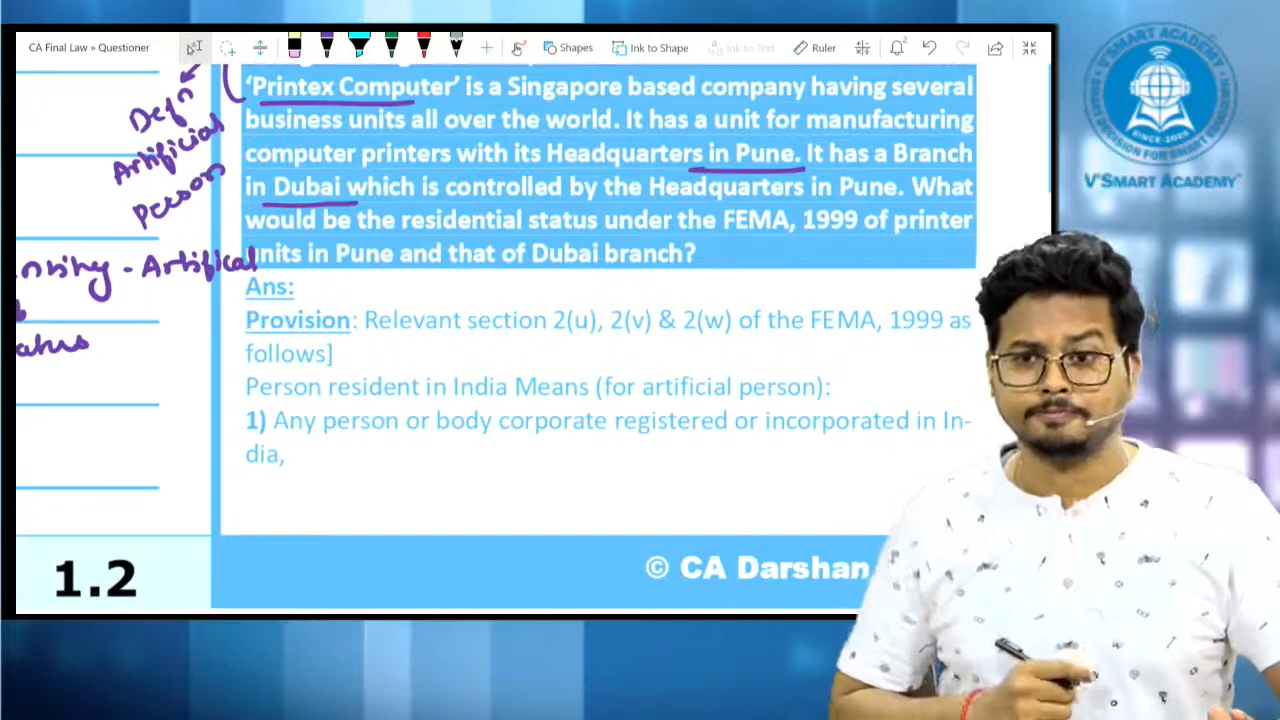 CA Final Law » Questioner
Shapes
Ink to Shape
Ink to Text
Ruler
Defn
Artificial
person
- Artifical
'Printex Computer' is a Singapore based company having several
business units all over the world. It has a unit for manufacturing
computer printers with its Headquarters in Pune. It has a Branch
in Dubai which is controlled by the Headquarters in Pune. What
would be the residential status under the FEMA, 1999 of printer
units in Pune and that of Dubai branch?
Ans:
Provision: Relevant section 2(u), 2(v) & 2(w) of the FEMA, 1999 as
follows]
Person resident in India Means (for artificial person):
1) Any person or body corporate registered or incorporated in In-
dia,
1.2
© CA Darshan
V'SMART ACADEMY
SINCE-2025
V'SMART ACADEMY